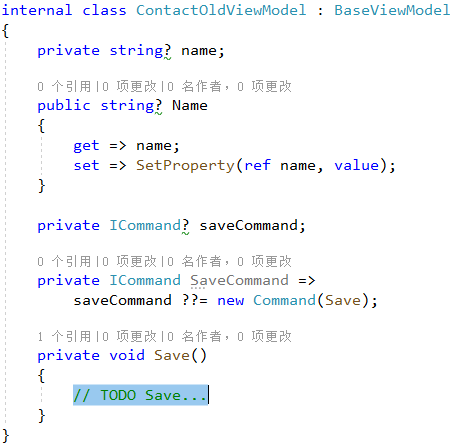 internal class ContactOldViewModel : BaseViewModel
{
private string? name;
0 个引用|0 项更改|0 名作者，0 项更改
public string? Name
{
get => name;
set => SetProperty(ref name, value);
}
private ICommand? saveCommand;
0 个引用|0 项更改|0 名作者，0 项更改
private ICommand SaveCommand =>
saveCommand ??= new Command(Save);
1 个引用|0 项更改|0 名作者，0 项更改
private void Save()
{
// TODO Save...
}
}